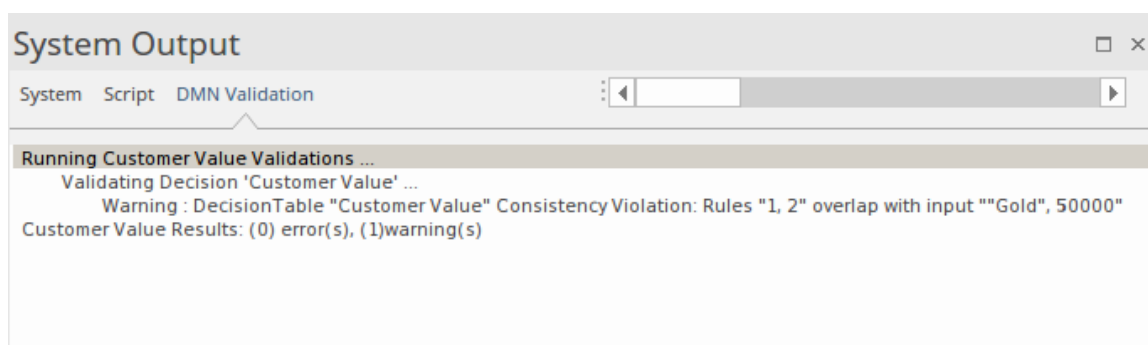 System Output
System Script DMN Validation
Running Customer Value Validations ...
Validating Decision 'Customer Value' ...
Warning : DecisionTable "Customer Value" Consistency Violation: Rules "1, 2" overlap with input ""Gold", 50000"
Customer Value Results: (0) error(s), (1)warning(s)